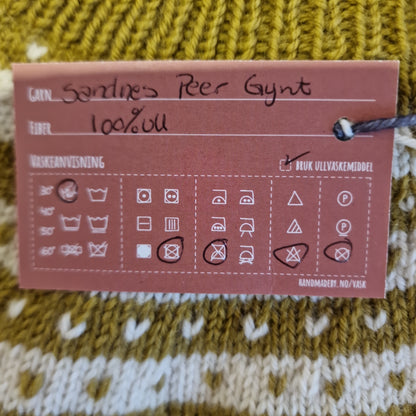 GARN Sandnes Peer Gynt
FIBER 100% ull
VASKEANVISNING
BRUK ULLVASKEMIDDEL
30°
40°
50°
60°
P
P
HANDMADEBY.NO/VASK